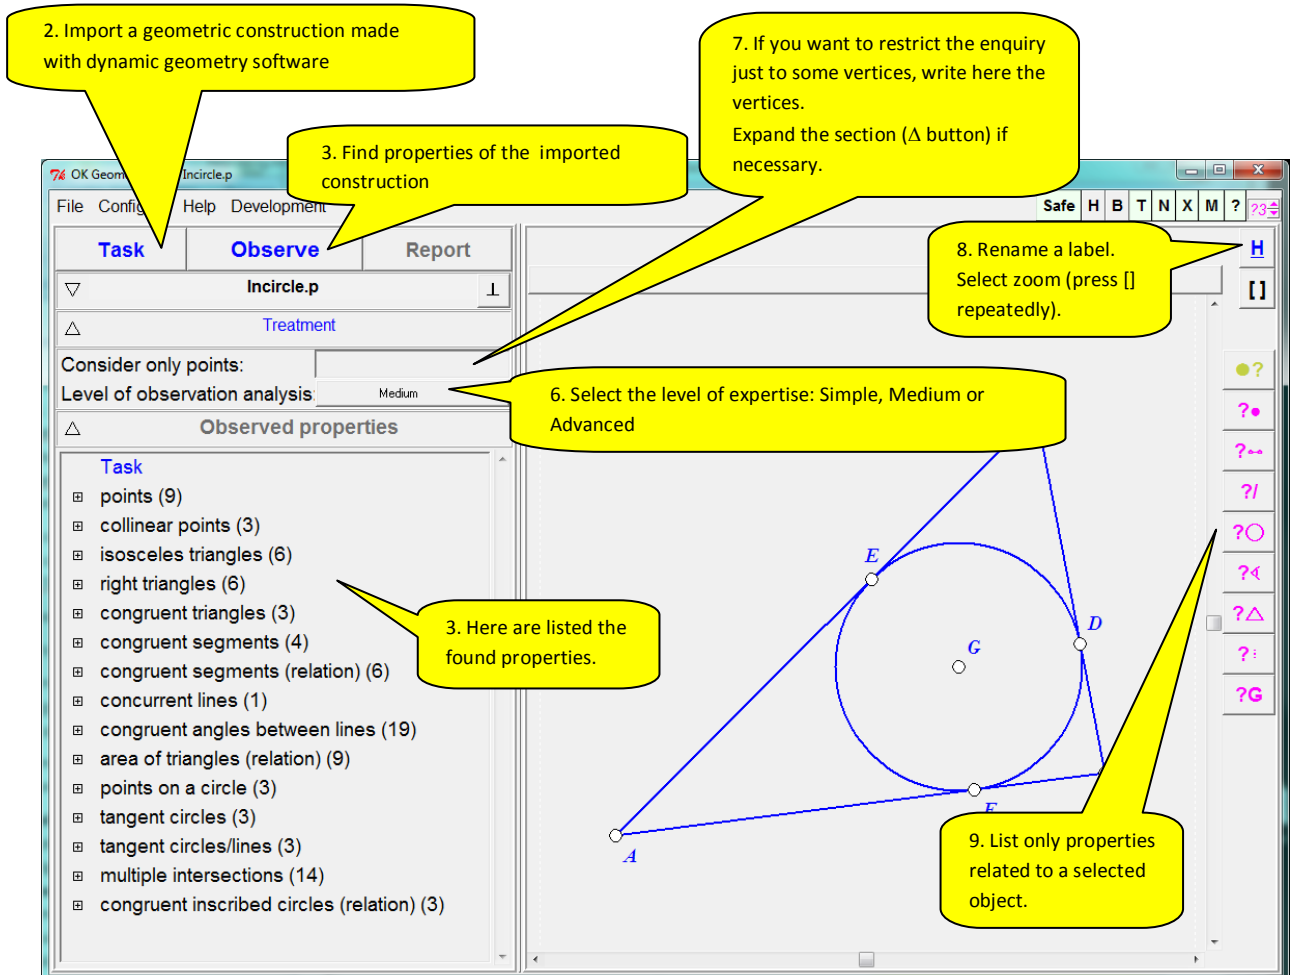 2. Import a geometric construction made
with dynamic geometry software
7. If you want to restrict the enquiry
just to some vertices, write here the
vertices.
Expand the section (Δ button) if
necessary.
3. Find properties of the imported
construction
OK Geom Incircle.p
File Config Help Development
Safe H B T N X M ? ?3
Task Observe Report
8. Rename a label.
Select zoom (press []
repeatedly).
H
Incircle.p
[ ]
Treatment
Consider only points:
Level of observation analysis: Medium
6. Select the level of expertise: Simple, Medium or
Advanced
Observed properties
Task
points (9)
collinear points (3)
isosceles triangles (6)
right triangles (6)
congruent triangles (3)
congruent segments (4)
congruent segments (relation) (6)
concurrent lines (1)
congruent angles between lines (19)
area of triangles (relation) (9)
points on a circle (3)
tangent circles (3)
tangent circles/lines (3)
multiple intersections (14)
congruent inscribed circles (relation) (3)
3. Here are listed the
found properties.
E
D
G
F
A
?
?
?
?/
?
?
?
?
?G
9. List only properties
related to a selected
object.